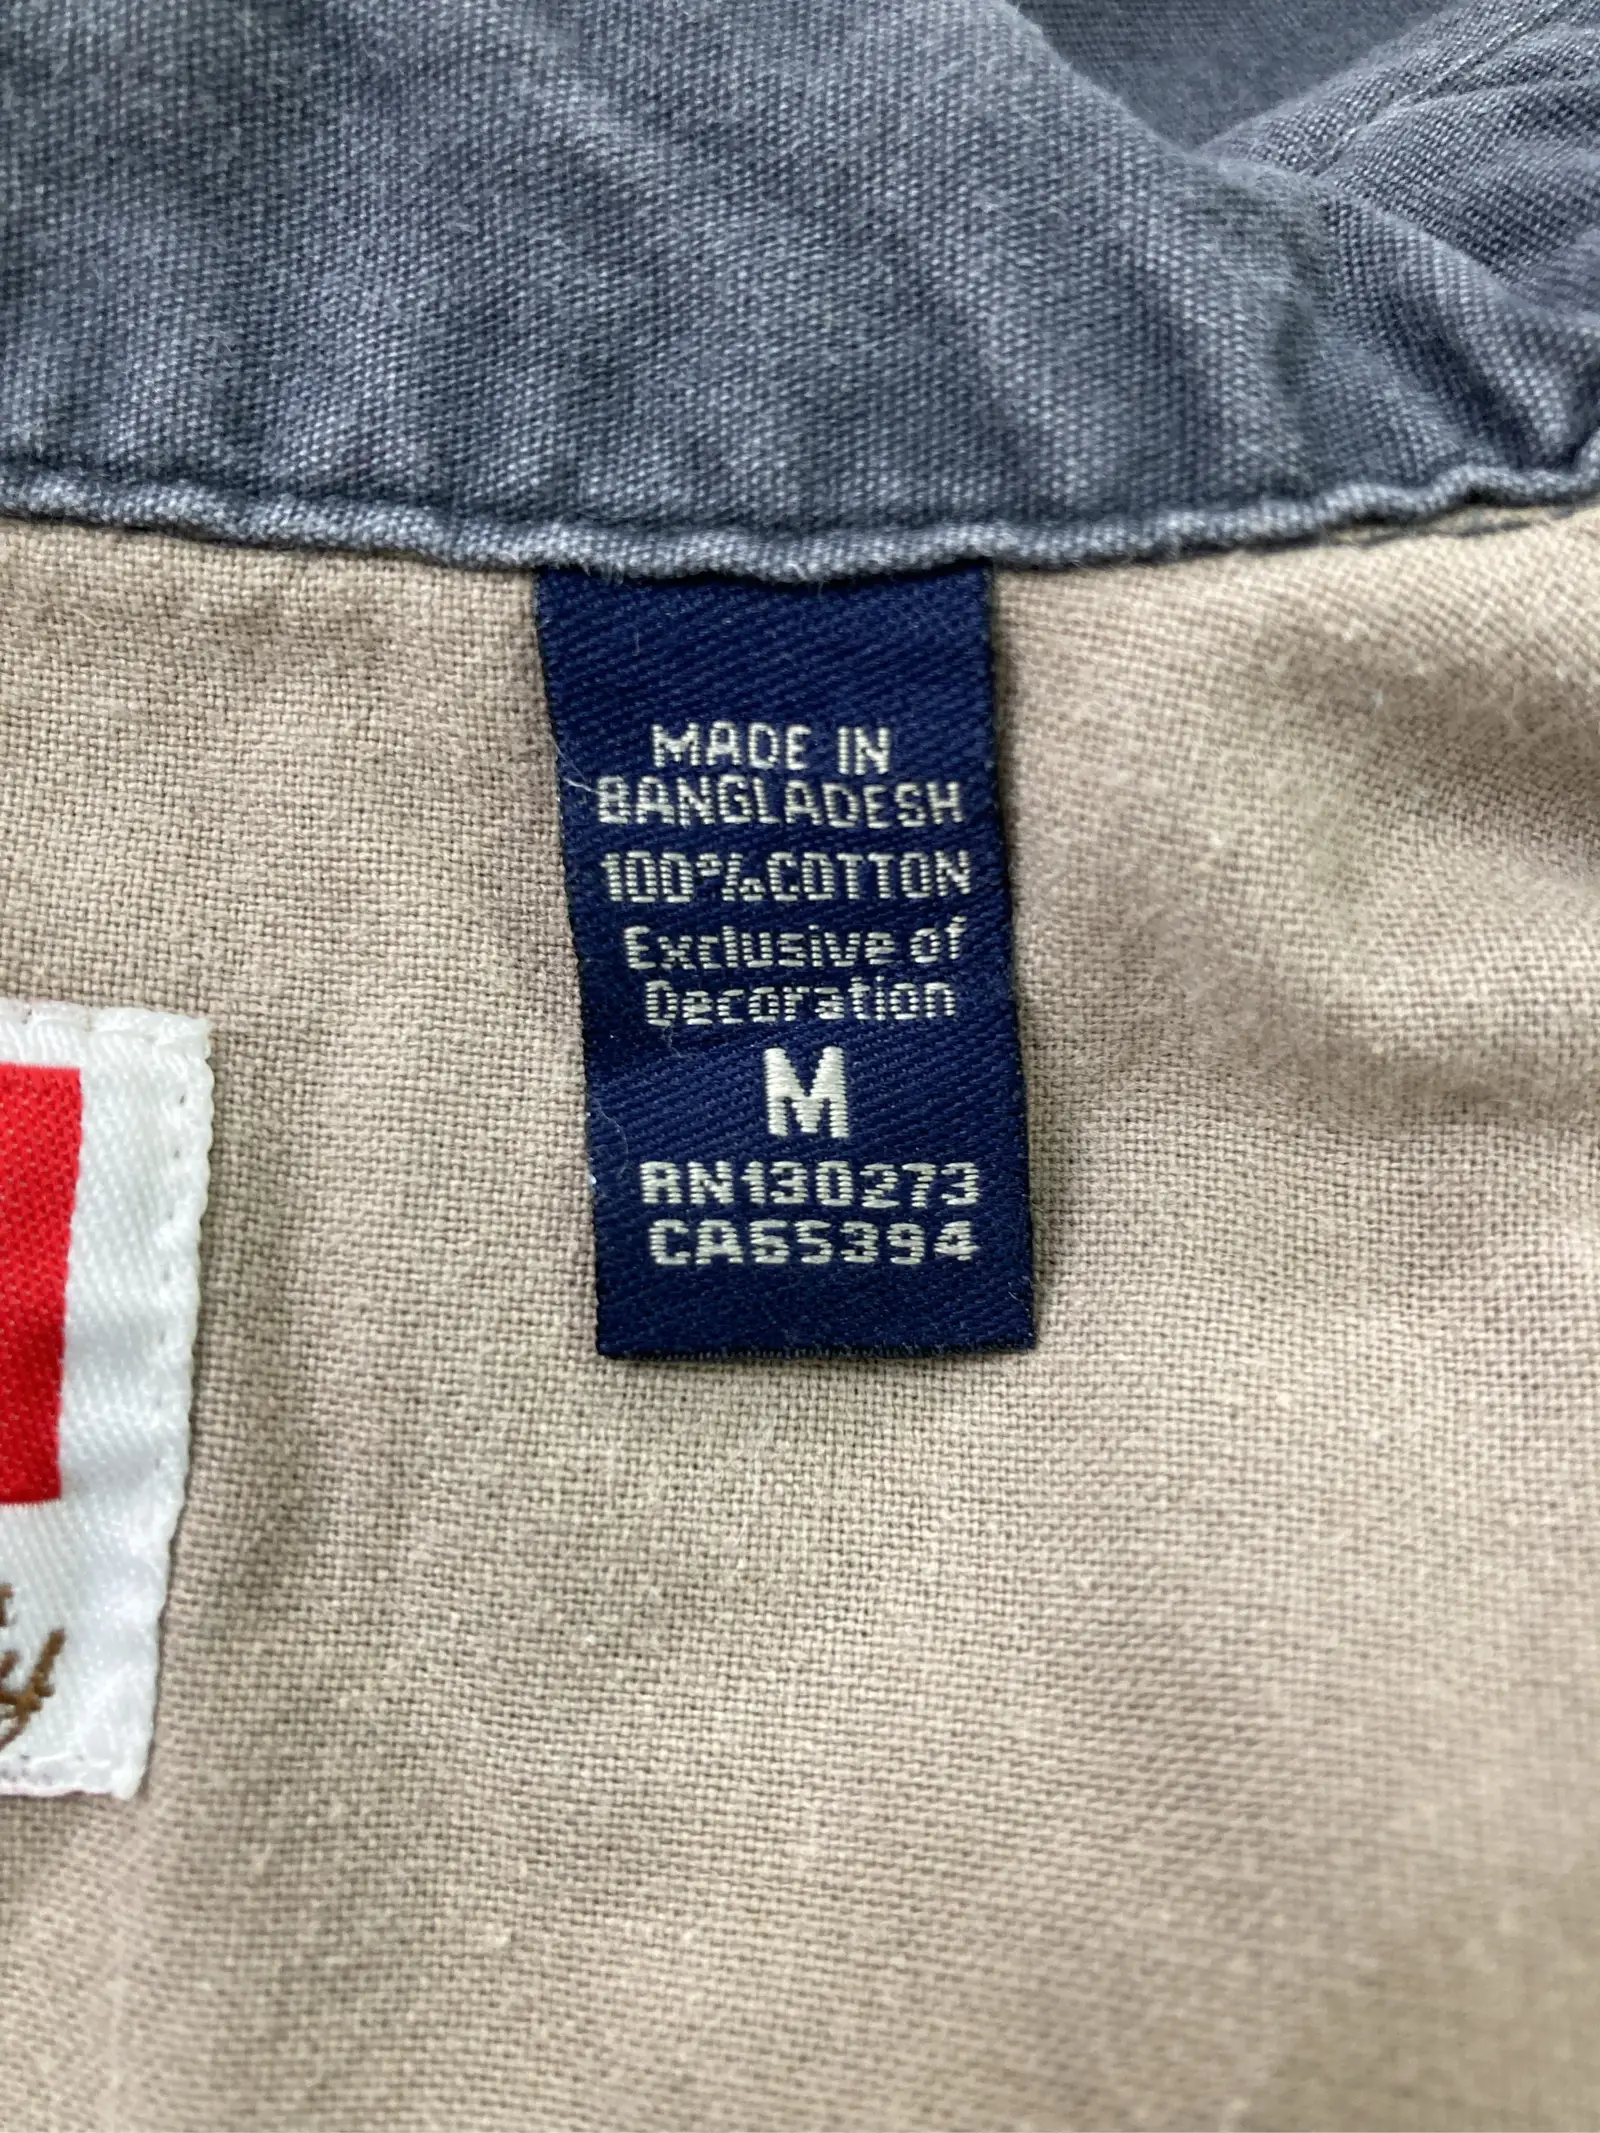 MADE IN
BANGLADESH
100% COTTON
Exclusive of
Decoration
M
RN130273
CA55394